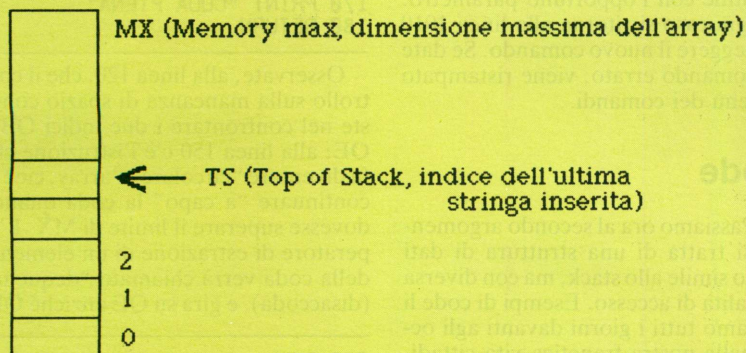 MX (Memory max, dimensione massima dell'array)
TS (Top of Stack, indice dell'ultima
stringa inserita)
2
1
0